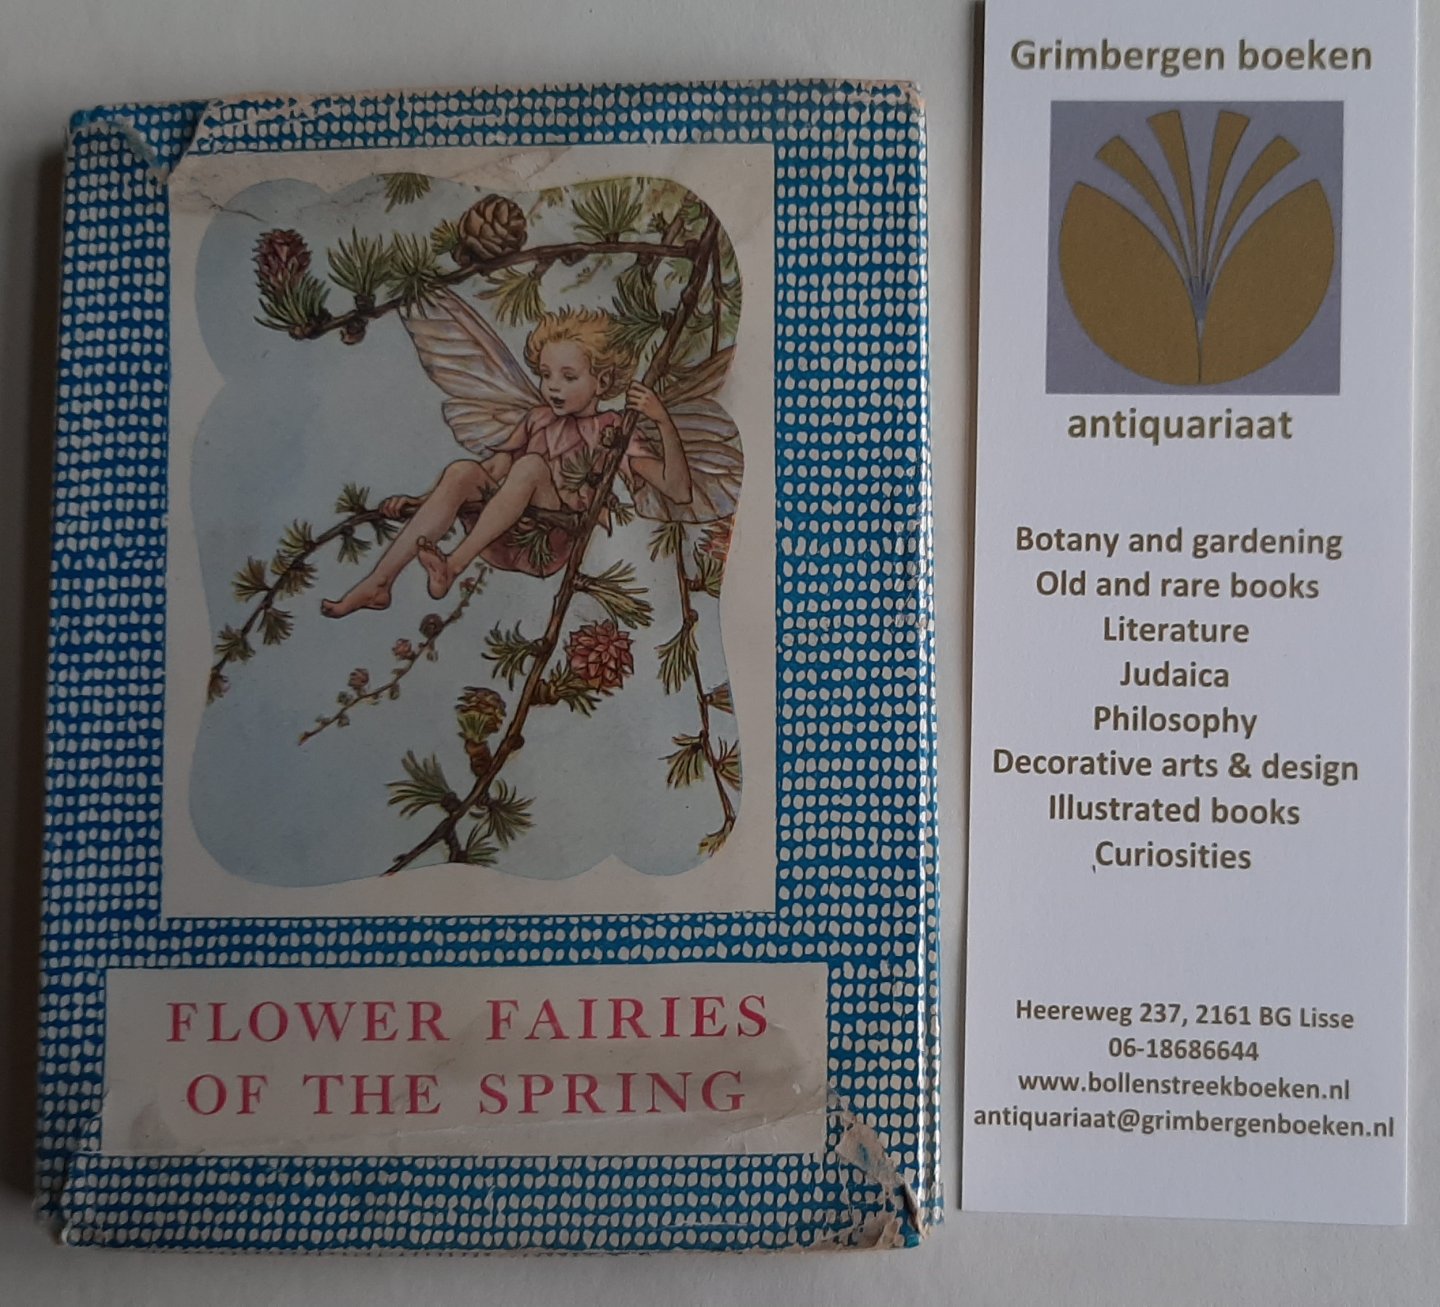 FLOWER FAIRIES
OF THE SPRING
Grimbergen boeken
antiquariaat
Botany and gardening
Old and rare books
Literature
Judaica
Philosophy
Decorative arts & design
Illustrated books
Curiosities
Heereweg 237, 2161 BG Lisse
06-18686644
www.bollenstreekboeken.nl
antiquariaat@grimbergenboeken.nl